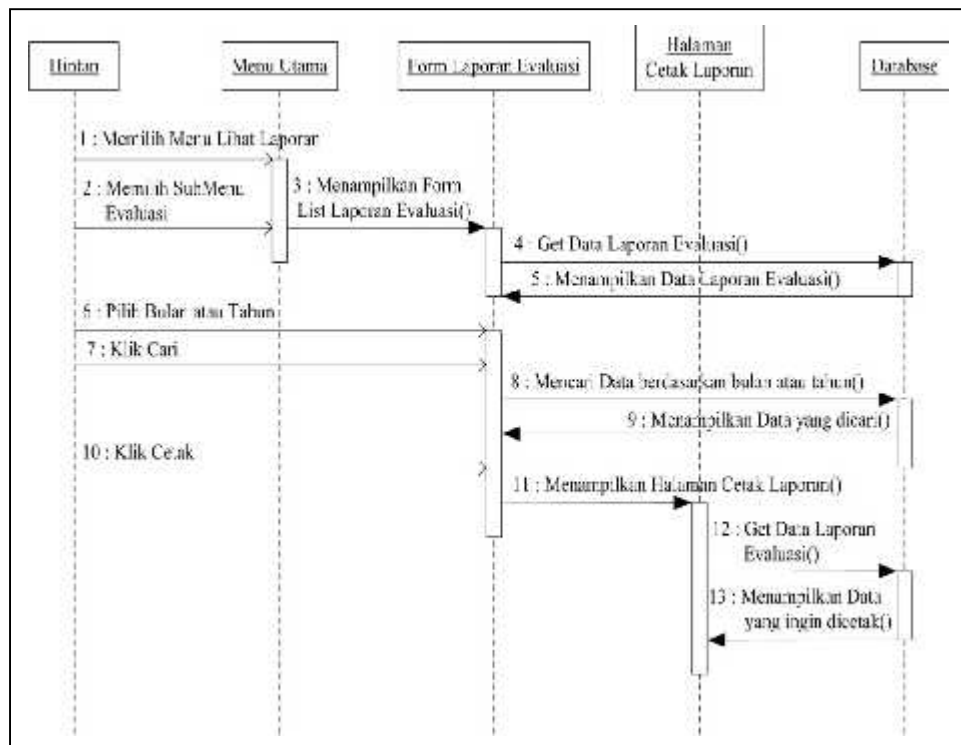 Menu Utama
Form Laporan Evaluasi
Halaman
Cetak Laporan
Database
1 : Memilih Menu Lihat Laporan
2 : Memilih SubMenu
Evaluasi
3 : Menampilkan Form
List Laporan Evaluasi()
4 : Get Data Laporan Evaluasi()
5 : Menampilkan Data Laporan Evaluasi()
6 : Pilih Bulan atau Tahun
7 : Klik Cari
8 : Mencari Data berdasarkan bulan atau tahun()
9 : Menampilkan Data yang dicari()
10 : Klik Cetak
11 : Menampilkan Halaman Cetak Laporan()
12 : Get Data Laporan
Evaluasi()
13 : Menampilkan Data
yang ingin dicetak()